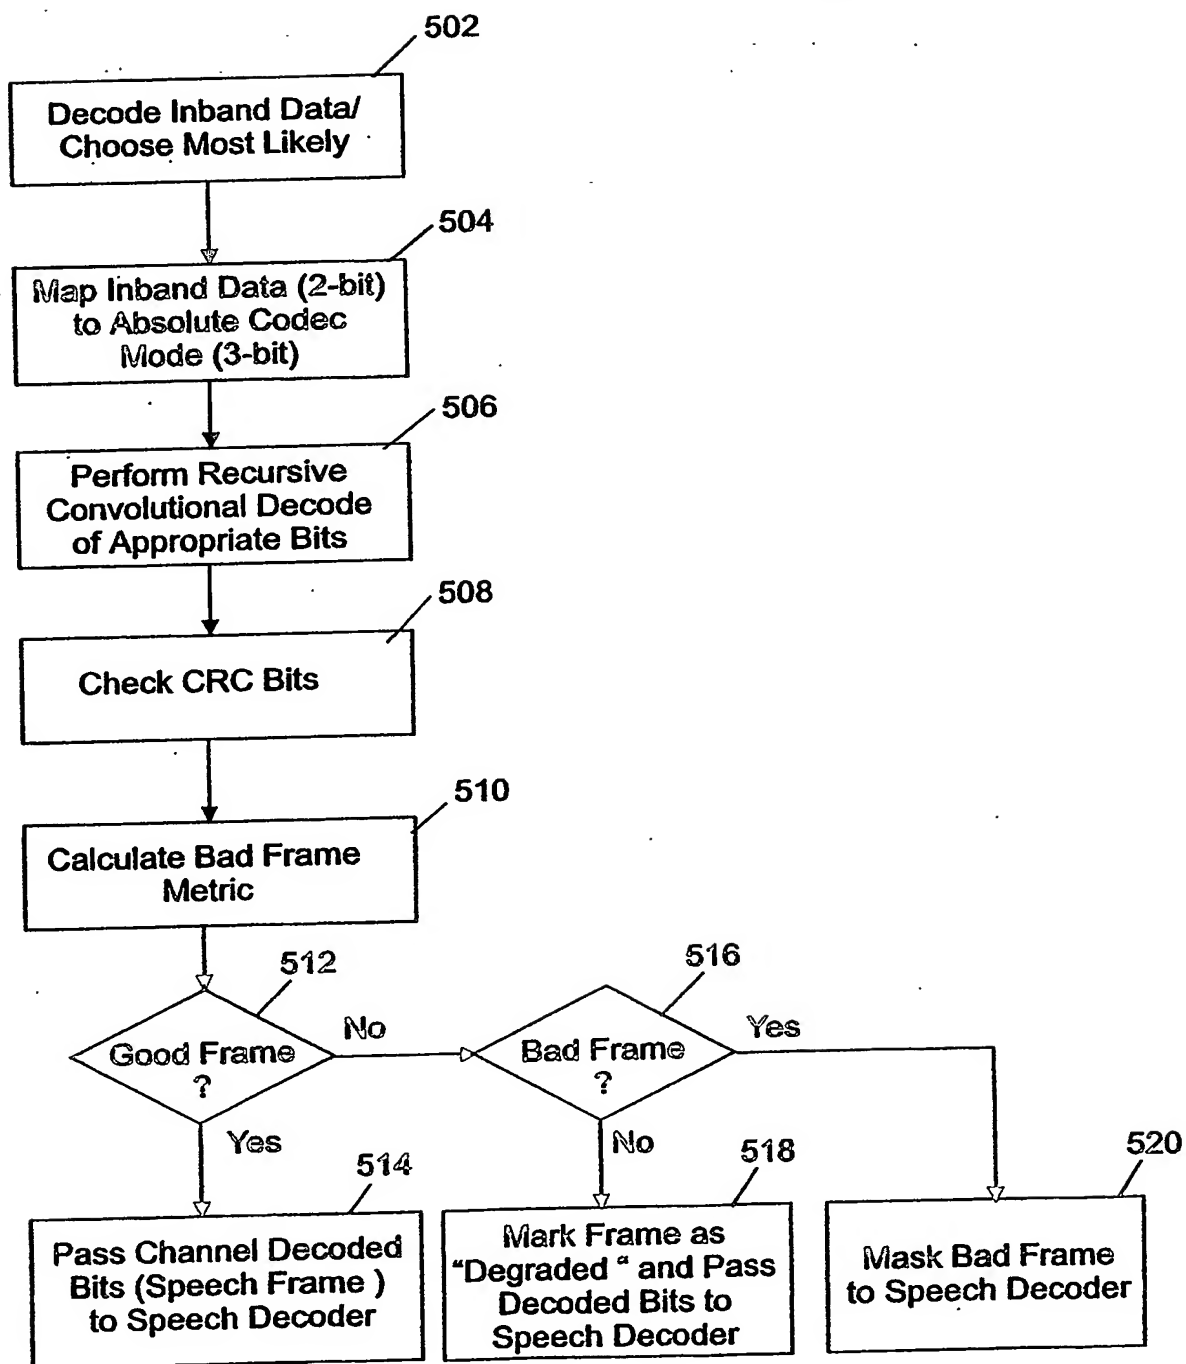 502
Decode Inband Data/
Choose Most Likely
504
Map Inband Data (2-bit)
to Absolute Codec
Mode (3-bit)
506
Perform Recursive
Convolutional Decode
of Appropriate Bits
508
Check CRC Bits
510
Calculate Bad Frame
Metric
512
Good Frame
?
No
516
Bad Frame
?
Yes
Yes
514
Pass Channel Decoded
Bits (Speech Frame )
to Speech Decoder
No
518
Mark Frame as
"Degraded " and Pass
Decoded Bits to
Speech Decoder
520
Mask Bad Frame
to Speech Decoder